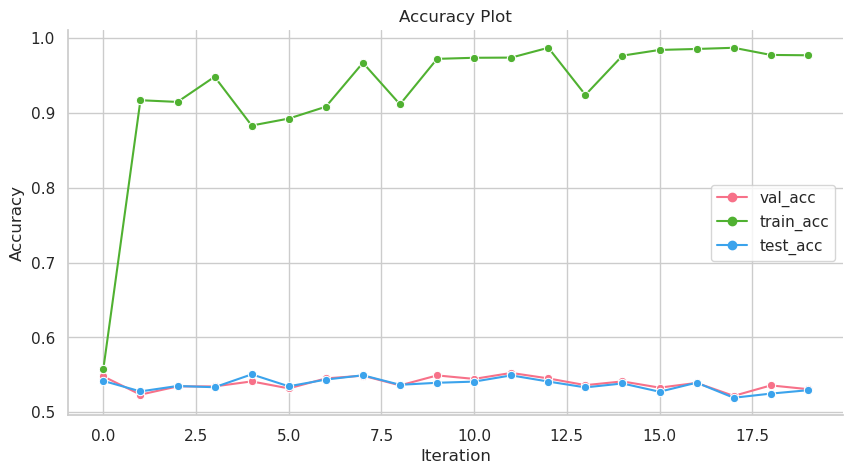 Accuracy Plot
1.0
0.9
0.8
0.7
0.6
0.5
Accuracy
val_acc
train_acc
test_acc
0.0 2.5 5.0 7.5 10.0 12.5 15.0 17.5
Iteration